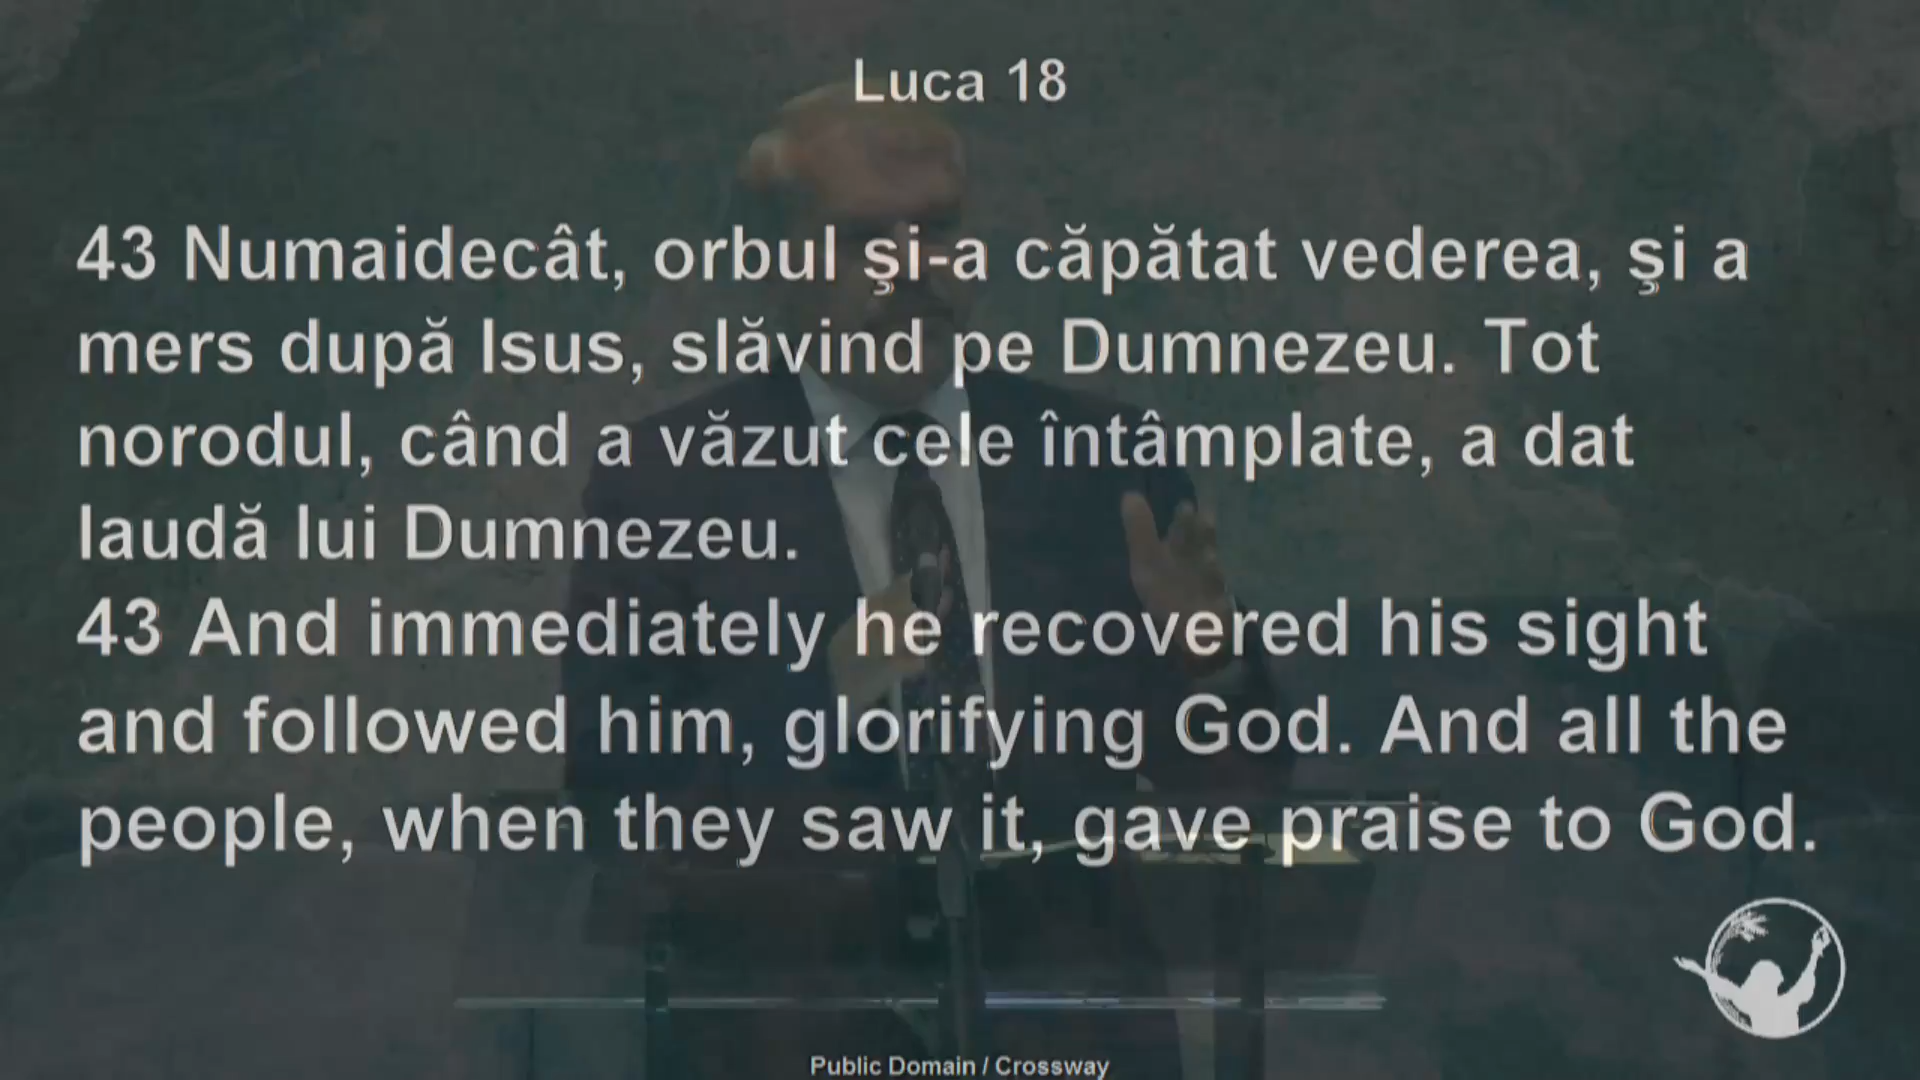 Luca 18
43 Numaidecât, orbul şi-a căpătat vederea, şi a
mers după Isus, slăvind pe Dumnezeu. Tot
norodul, când a văzut cele întâmplate, a dat
laudă lui Dumnezeu.
43 And immediately he recovered his sight
and followed him, glorifying God. And all the
people, when they saw it, gave praise to God.
Public Domain / Crossway